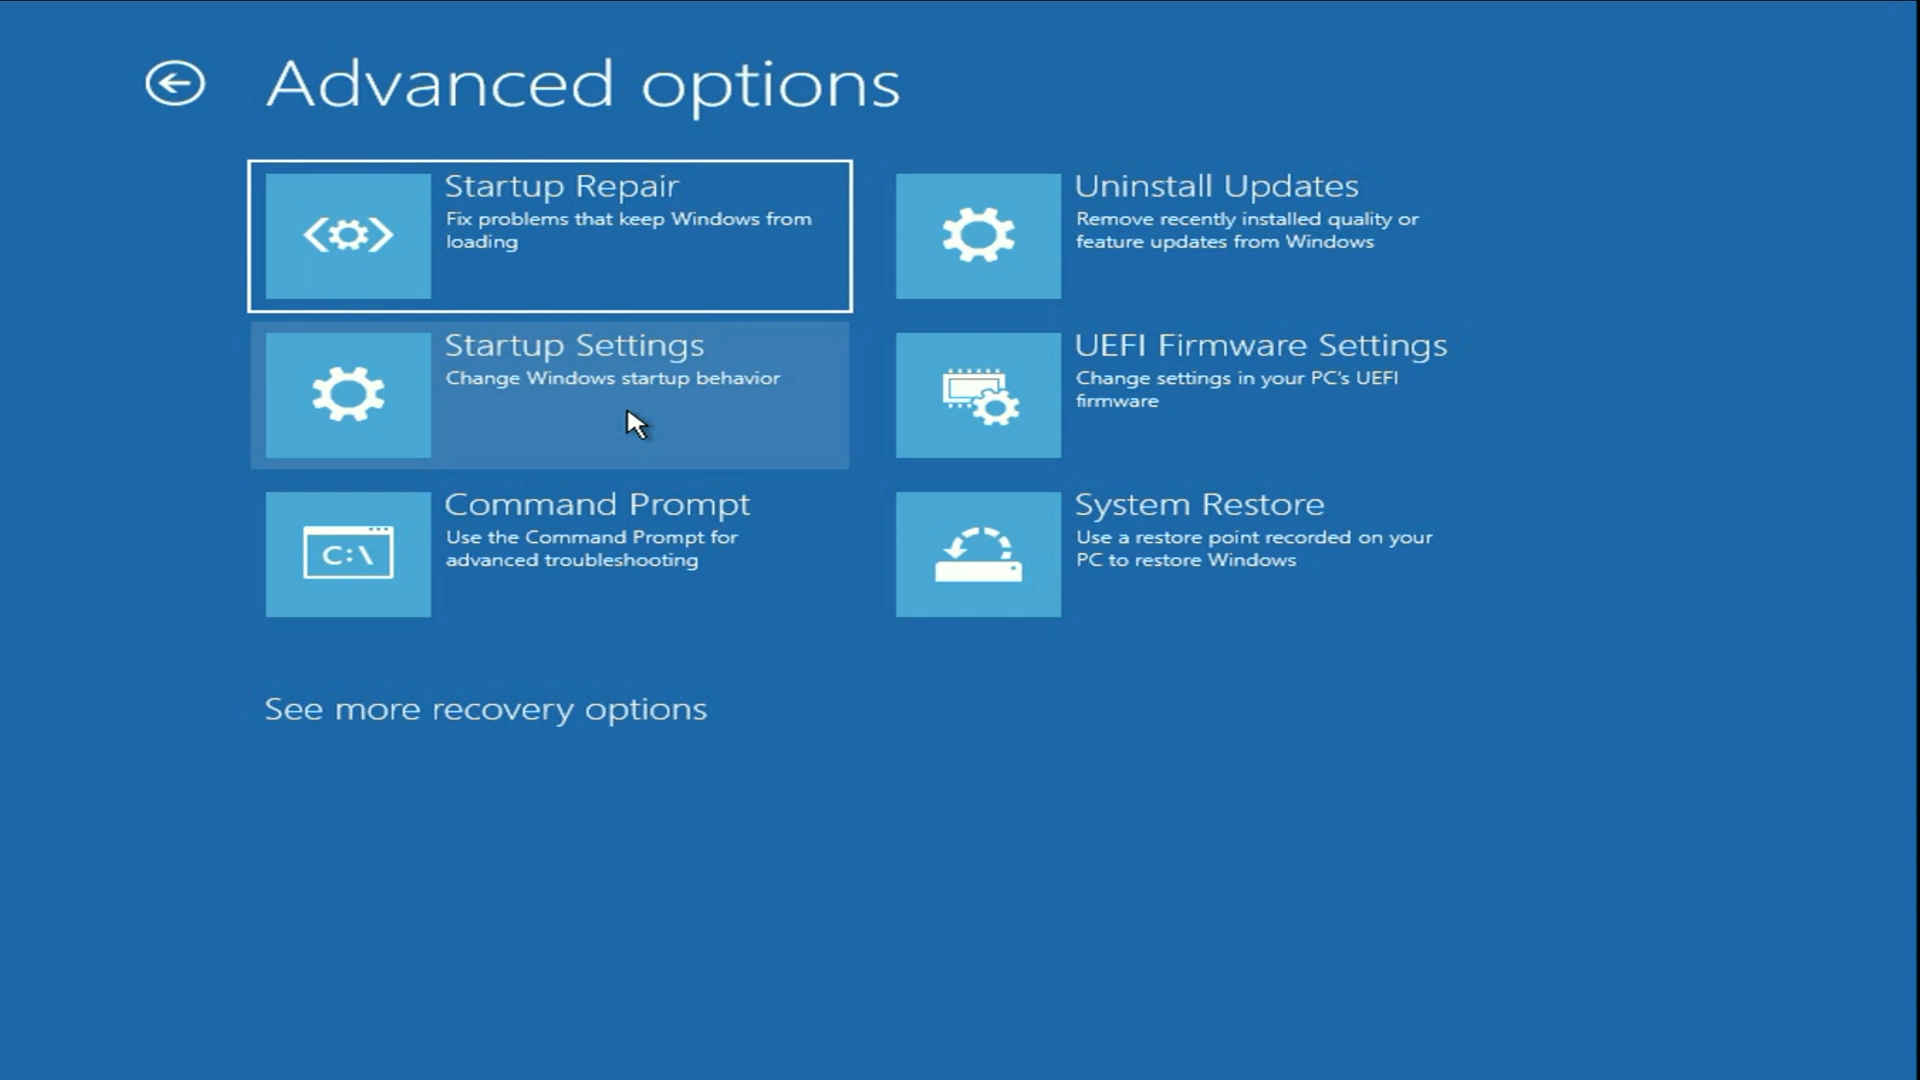 Advanced options
Startup Repair
Fix problems that keep Windows from
loading
Uninstall Updates
Remove recently installed quality or
feature updates from Windows
Startup Settings
Change Windows startup behavior
UEFI Firmware Settings
Change settings in your PC's UEFI
firmware
C:\
Command Prompt
Use the Command Prompt for
advanced troubleshooting
System Restore
Use a restore point recorded on your
PC to restore Windows
See more recovery options